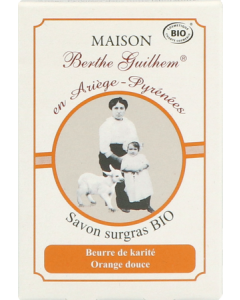 MAISON
Berthe Guilhem®
en Ariège-Pyrénées
Savon surgras BIO
Beurre de karité
Orange douce
BIO